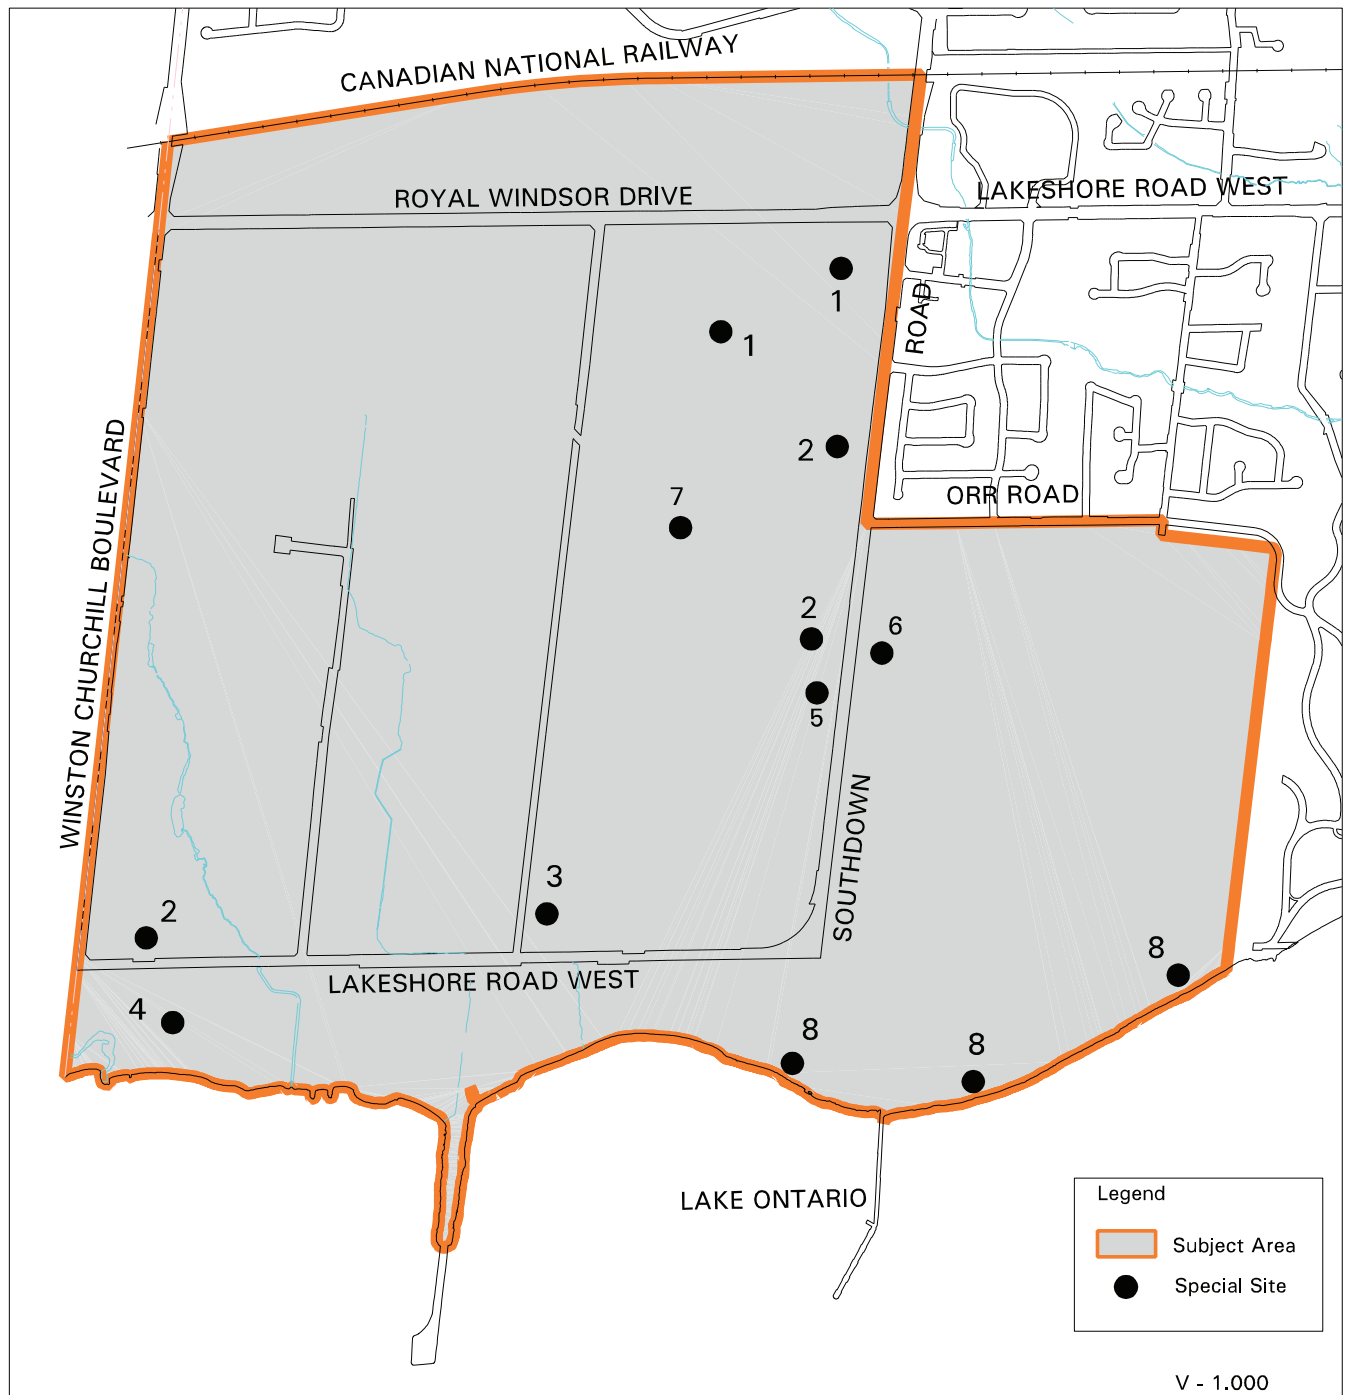 CANADIAN NATIONAL RAILWAY
ROYAL WINDSOR DRIVE
LAKESHORE ROAD WEST
1
ROAD
1
WINSTON CHURCHILL BOULEVARD
2
7
ORR ROAD
2
6
5
SOUTHDOWN
3
2
8
LAKESHORE ROAD WEST
4
8
8
LAKE ONTARIO
Legend
Subject Area
Special Site
V - 1.000